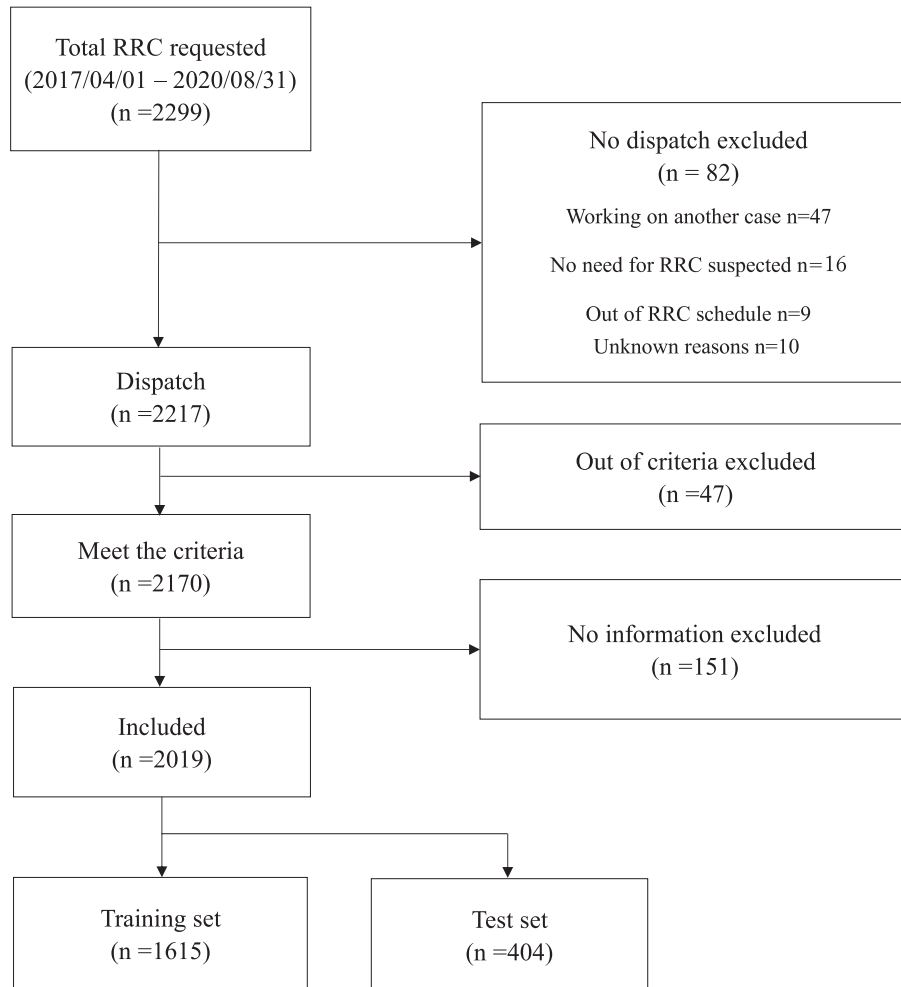 Total RRC requested
(2017/04/01 – 2020/08/31)
(n =2299)
No dispatch excluded
(n = 82)
Working on another case n=47
No need for RRC suspected n=16
Out of RRC schedule n=9
Unknown reasons n=10
Dispatch
(n =2217)
Out of criteria excluded
(n =47)
Meet the criteria
(n =2170)
No information excluded
(n =151)
Included
(n =2019)
Training set
(n =1615)
Test set
(n =404)